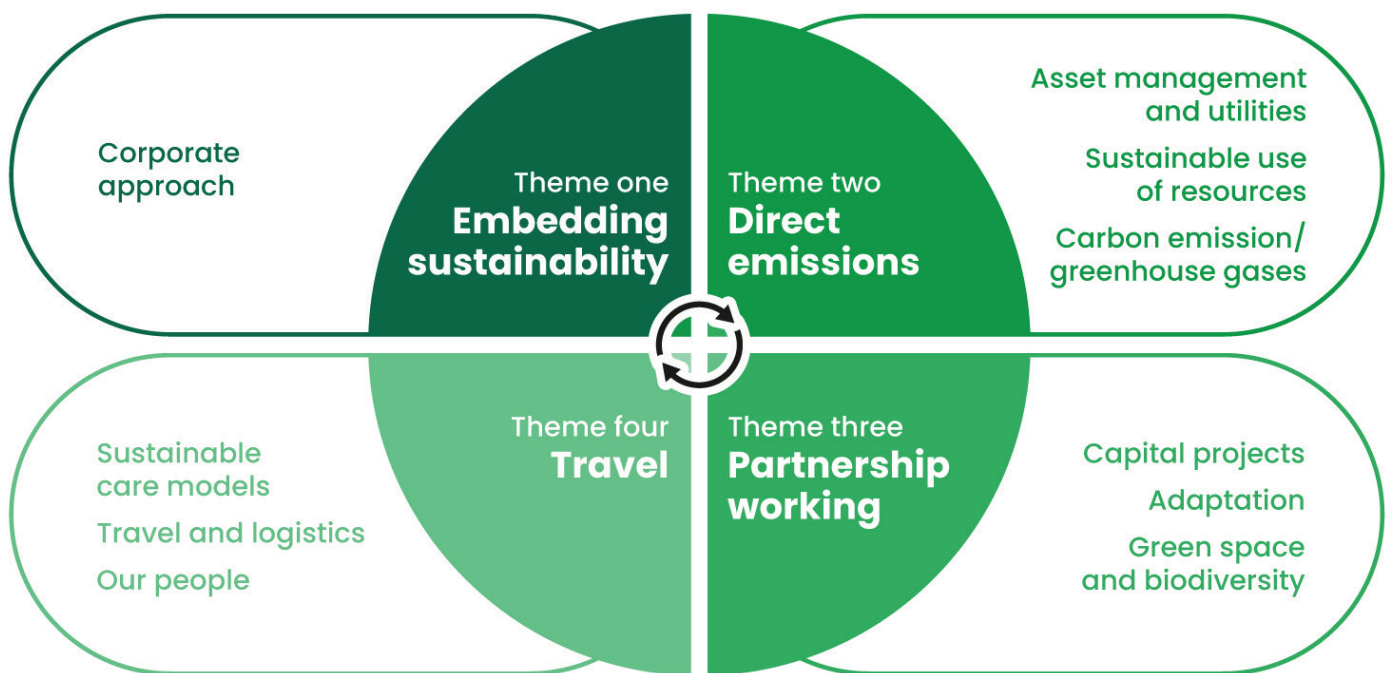 Corporate
approach
Theme one
Embedding
sustainability
Theme two
Direct
emissions
Asset management
and utilities
Sustainable use
of resources
Carbon emission/
greenhouse gases
Sustainable
care models
Travel and logistics
Our people
Theme four
Travel
Theme three
Partnership
working
Capital projects
Adaptation
Green space
and biodiversity